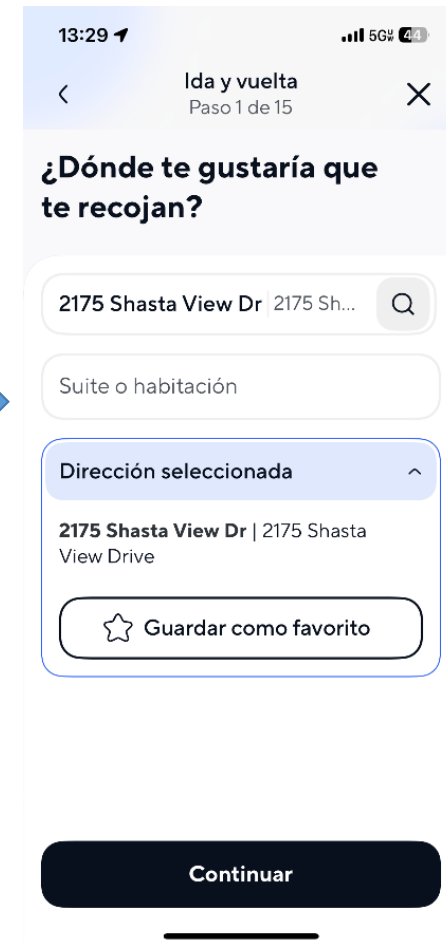 13:29
5G 44
Ida y vuelta
Paso 1 de 15
¿Dónde te gustaría que
te recojan?
2175 Shasta View Dr 2175 Sh...
Suite o habitación
Dirección seleccionada
2175 Shasta View Dr | 2175 Shasta
View Drive
Guardar como favorito
Continuar